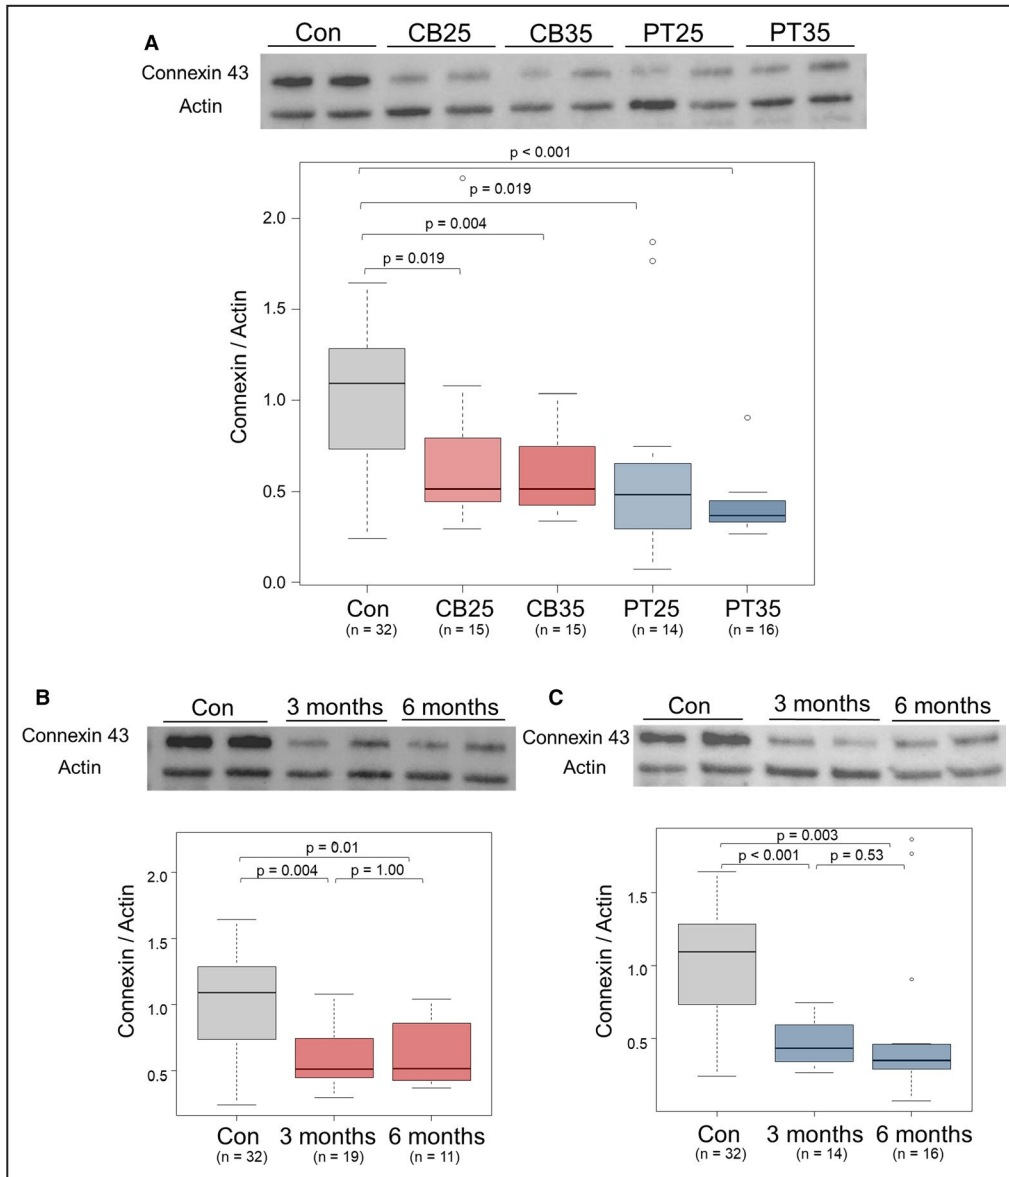 A
Con CB25 CB35 PT25 PT35
Connexin 43
Actin
p < 0.001
p = 0.019
p = 0.004
p = 0.019
Connexin / Actin
2.0
1.5
1.0
0.5
0.0
Con CB25 CB35 PT25 PT35
(n = 32) (n = 15) (n = 15) (n = 14) (n = 16)
B
Con 3 months 6 months
Connexin 43
Actin
p = 0.01
p = 0.004 p = 1.00
Connexin / Actin
2.0
1.5
1.0
0.5
Con 3 months 6 months
(n = 32) (n = 19) (n = 11)
C
Con 3 months 6 months
Connexin 43
Actin
p = 0.003
p < 0.001 p = 0.53
Connexin / Actin
1.5
1.0
0.5
Con 3 months 6 months
(n = 32) (n = 14) (n = 16)